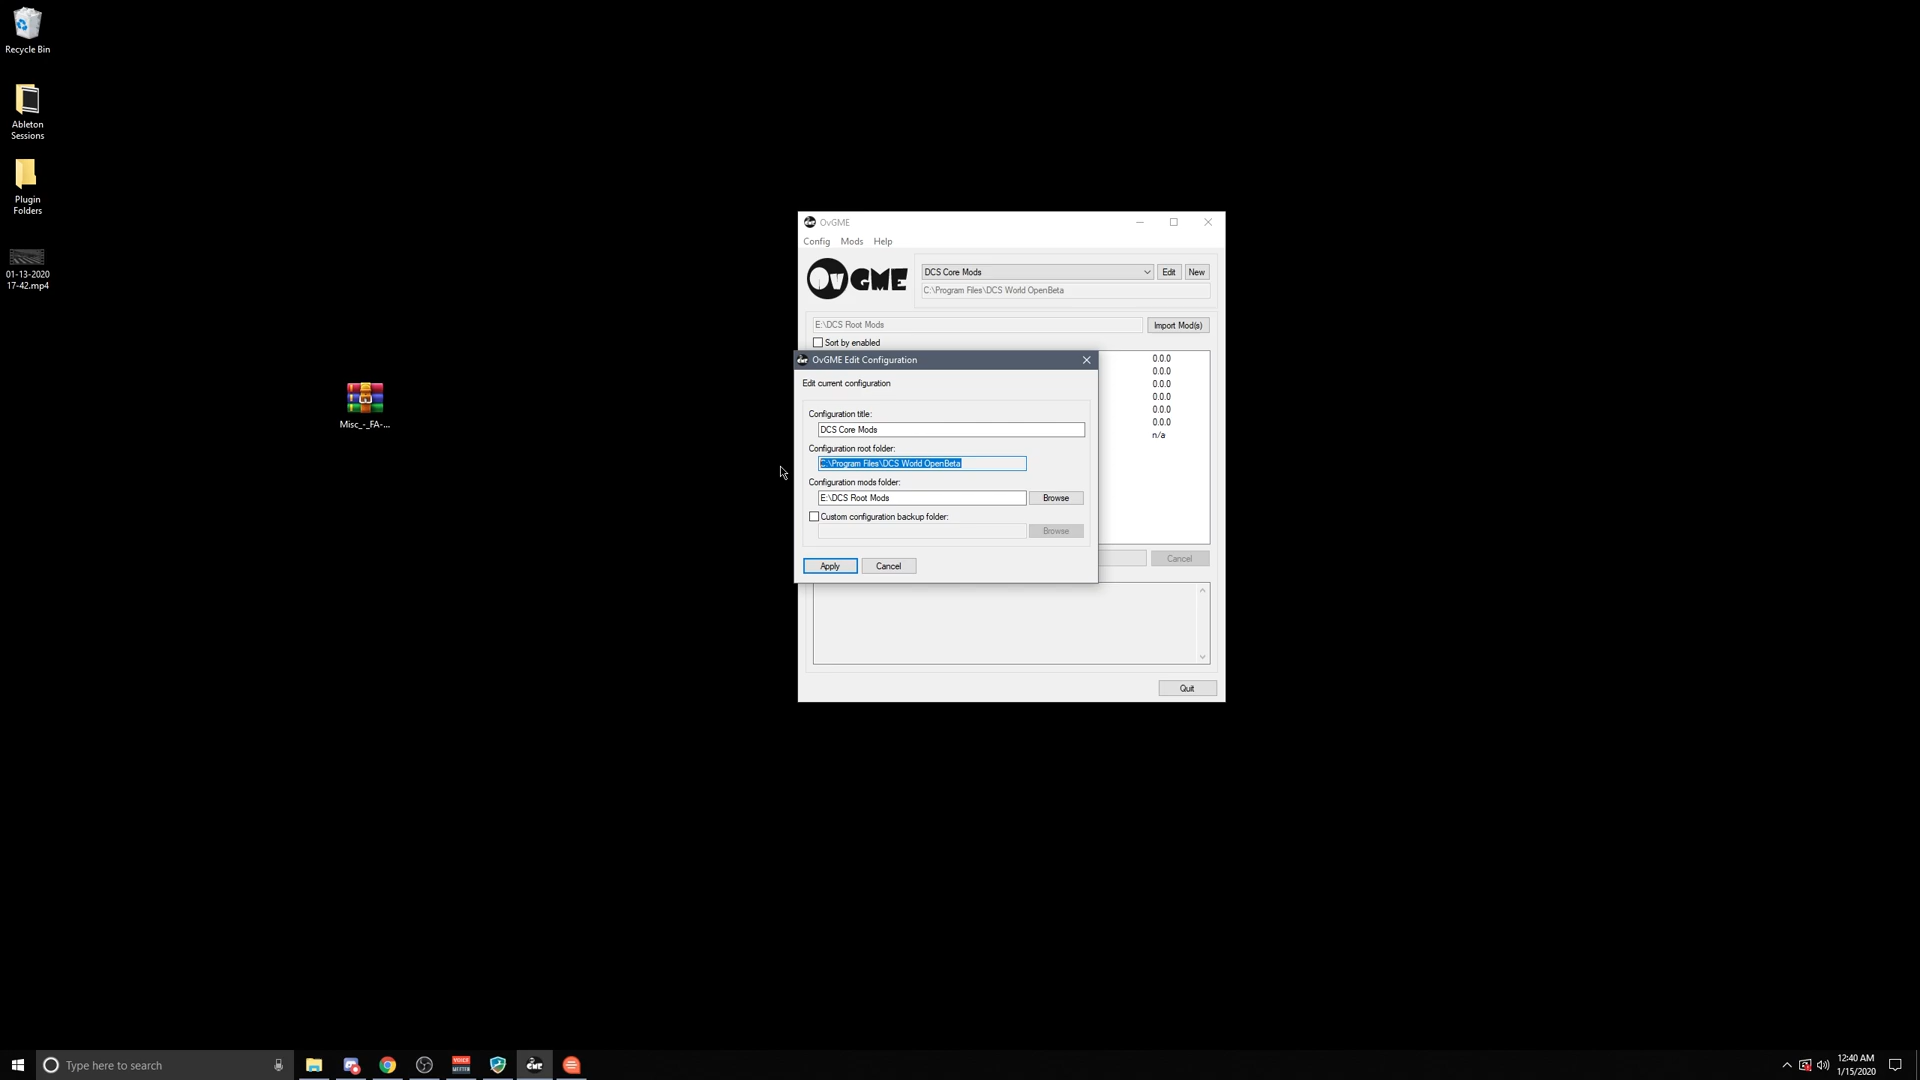 Recycle Bin
Ableton
Sessions
Plugin
Folders
01-13-2020
17-42.mp4
Misc_-_FA-...
OvGME
Config Mods Help
OvGME
DCS Core Mods
Edit
New
C:\Program Files\DCS World OpenBeta
E:\DCS Root Mods
Import Mod(s)
Sort by enabled
0.0.0
0.0.0
0.0.0
0.0.0
0.0.0
0.0.0
n/a
OvGME Edit Configuration
Edit current configuration
Configuration title:
DCS Core Mods
Configuration root folder:
C:\Program Files\DCS World OpenBeta
Configuration mods folder:
E:\DCS Root Mods
Browse
Custom configuration backup folder:
Browse
Apply
Cancel
Cancel
Quit
Type here to search
VOICE
MEETER
GME
12:40 AM
1/15/2020